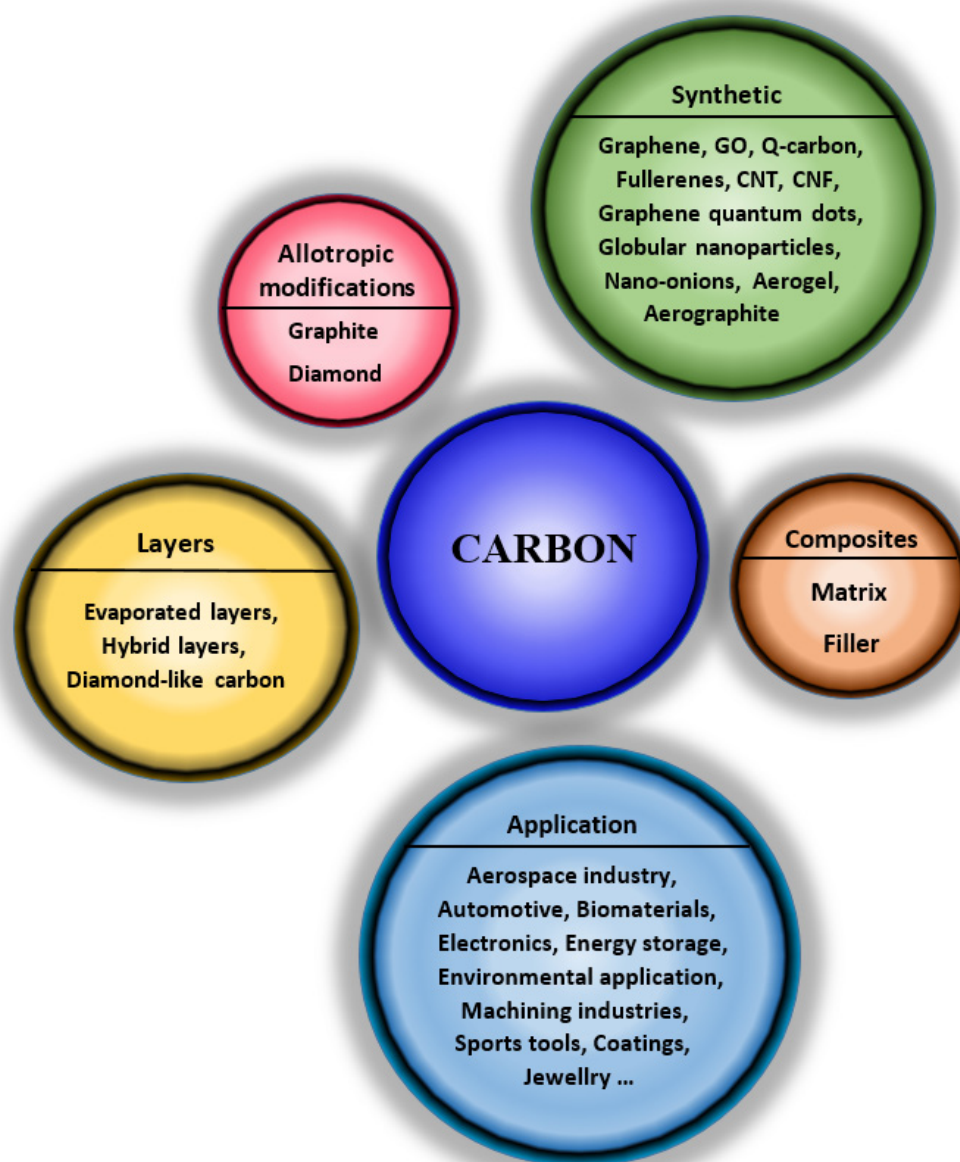 Synthetic
Graphene, GO, Q-carbon,
Fullerenes, CNT, CNF,
Graphene quantum dots,
Globular nanoparticles,
Nano-onions, Aerogel,
Aerographite
Allotropic
modifications
Graphite
Diamond
CARBON
Layers
Evaporated layers,
Hybrid layers,
Diamond-like carbon
Composites
Matrix
Filler
Application
Aerospace industry,
Automotive, Biomaterials,
Electronics, Energy storage,
Environmental application,
Machining industries,
Sports tools, Coatings,
Jewellry ...